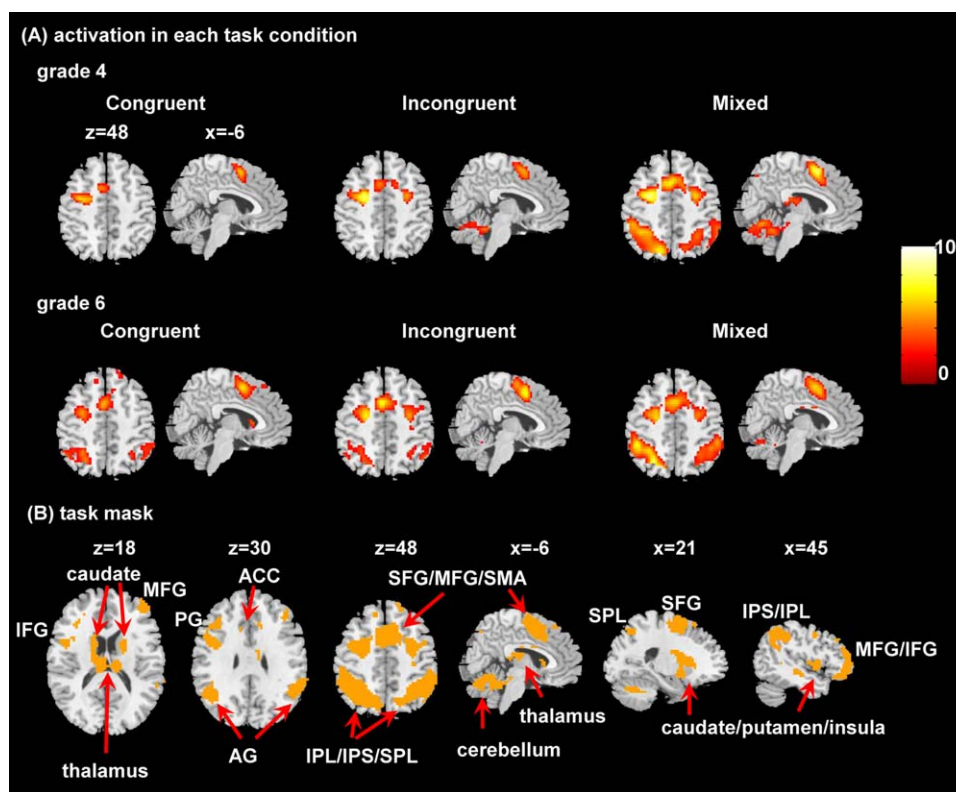 (A) activation in each task condition
grade 4
Congruent Incongruent Mixed
z=48 x=-6
10
0
grade 6
Congruent Incongruent Mixed
(B) task mask
z=18 z=30 z=48 x=-6 x=21 x=45
caudate ACC SFG/MFG/SMA
MFG SPL SFG IPS/IPL
IFG PG
MFG/IFG
thalamus
caudate/putamen/insula
AG IPL/IPS/SPL cerebellum
thalamus